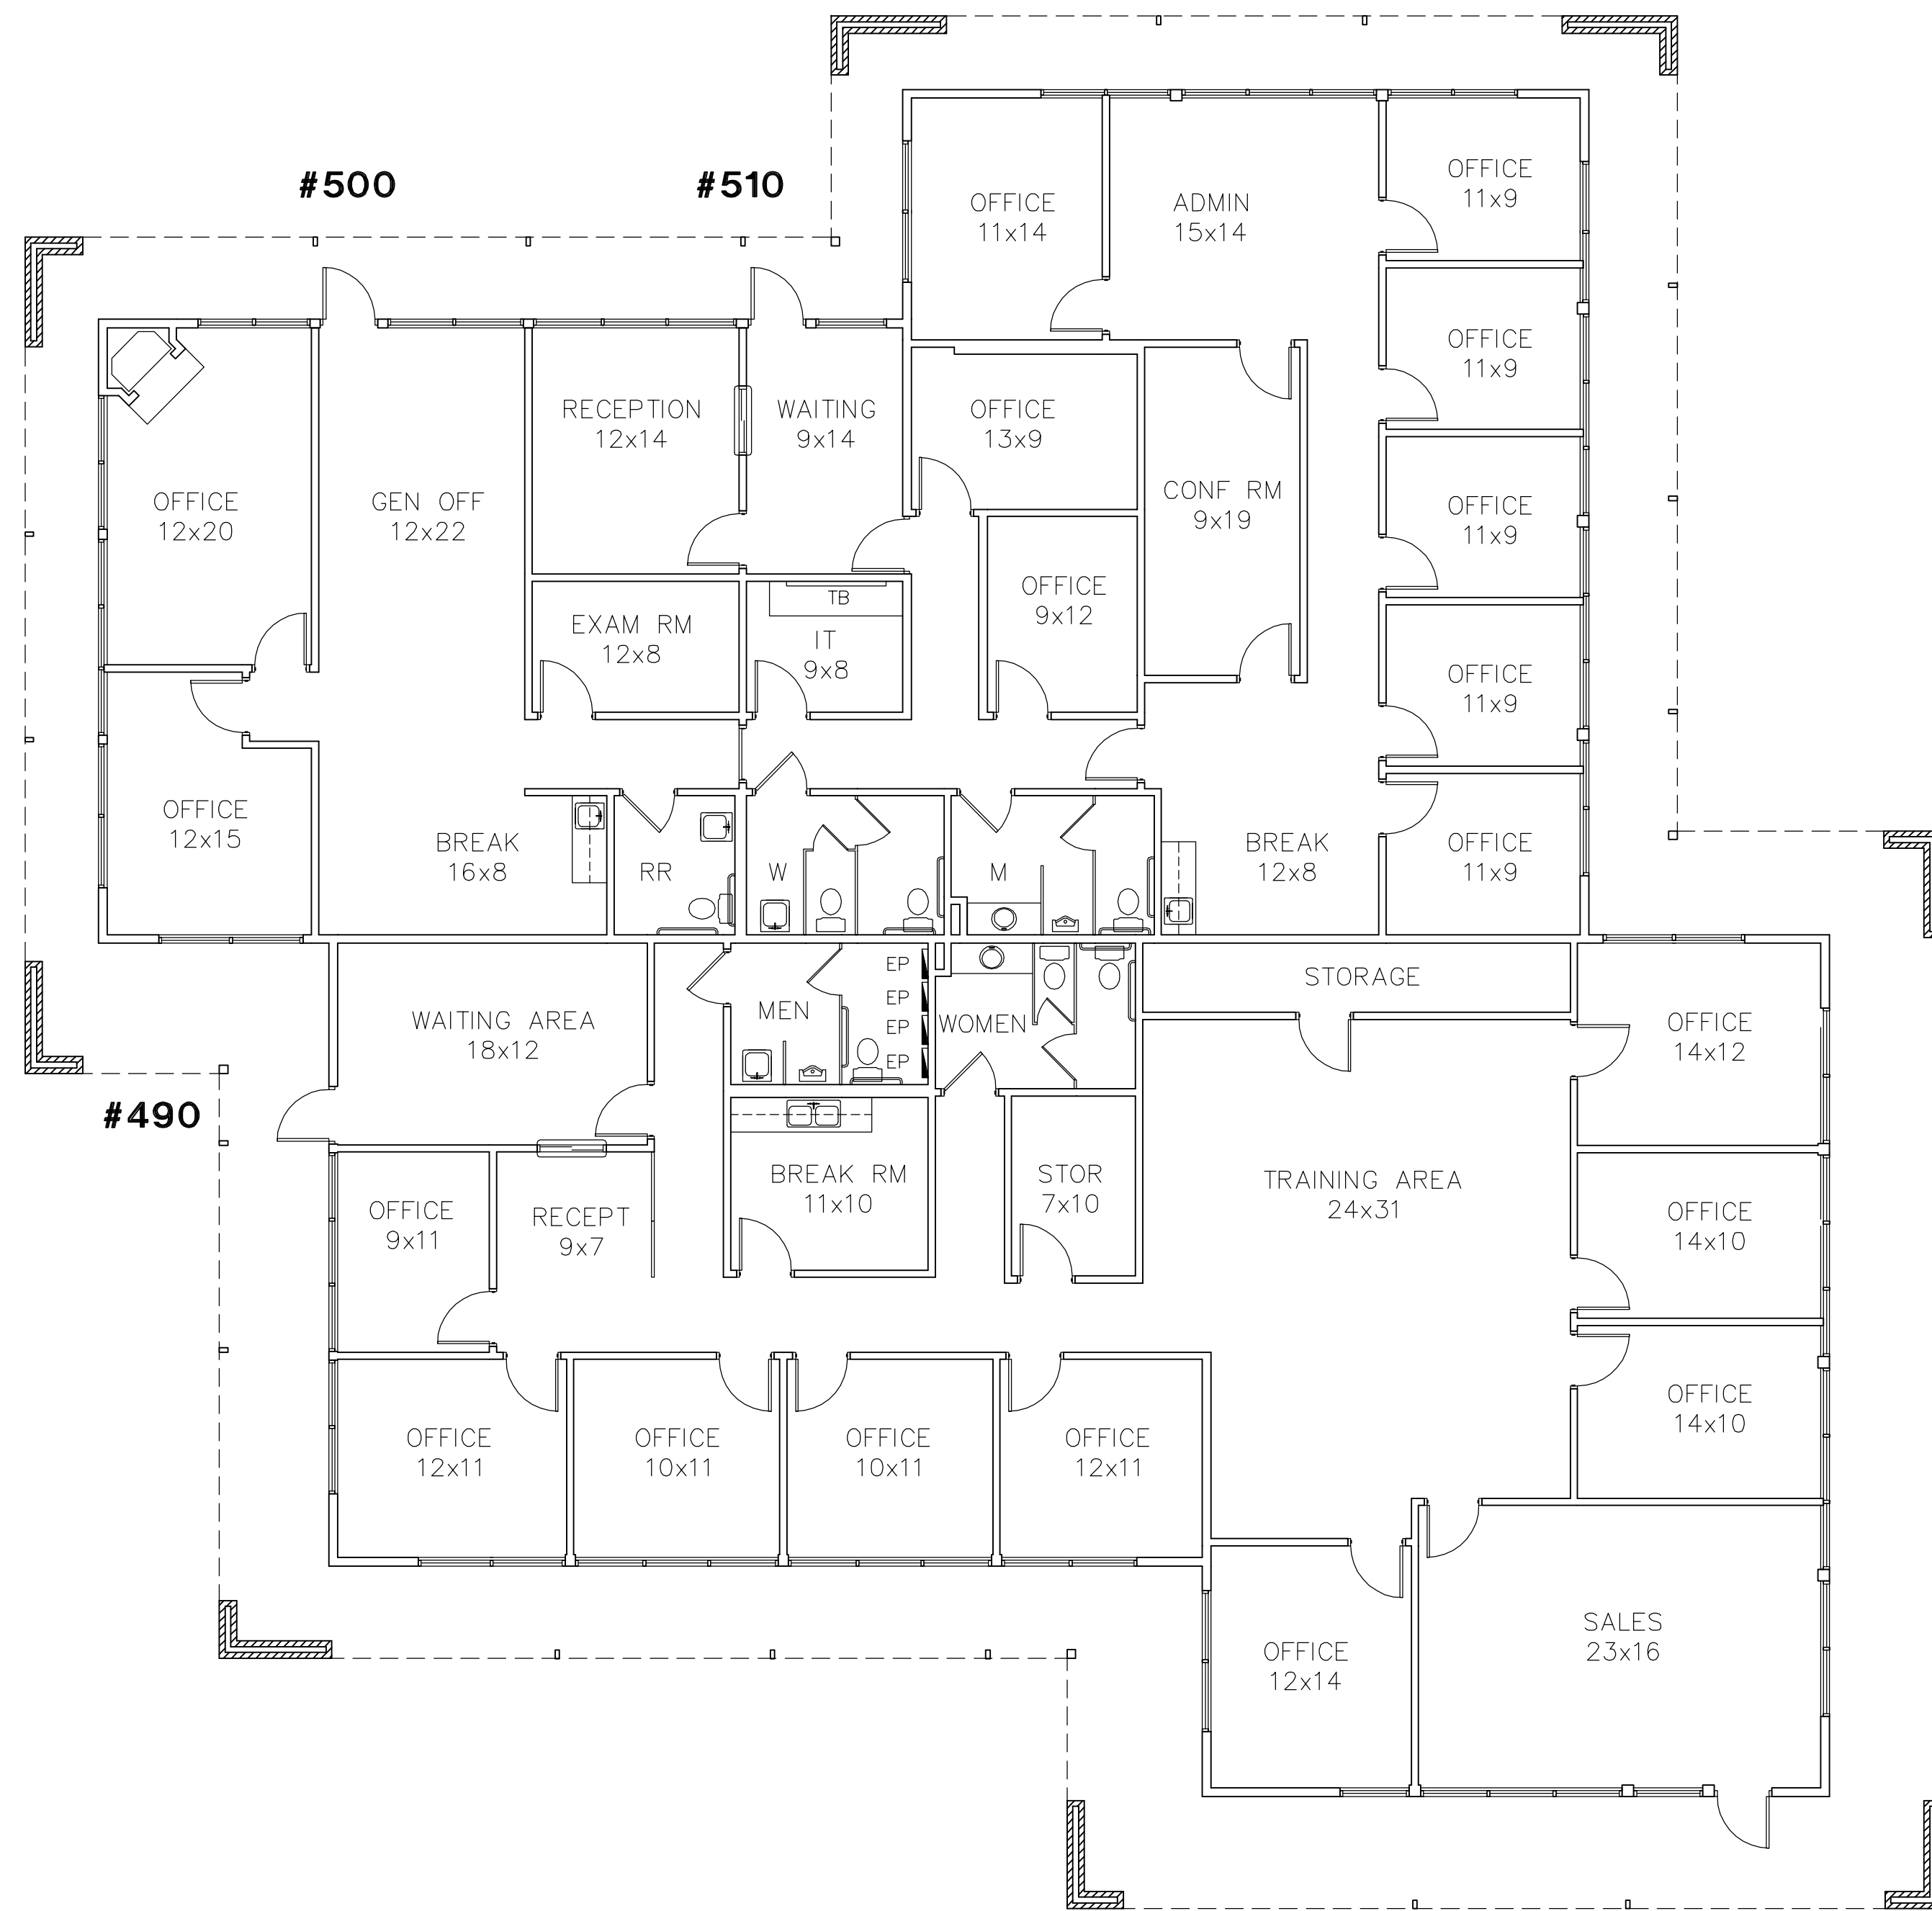 #500
#510
OFFICE
11x14
ADMIN
15x14
OFFICE
11x9
OFFICE
11x9
RECEPTION
12x14
WAITING
9x14
OFFICE
13x9
OFFICE
12x20
GEN OFF
12x22
CONF RM
9x19
OFFICE
11x9
EXAM RM
12x8
TB
IT
9x8
OFFICE
9x12
OFFICE
11x9
OFFICE
12x15
BREAK
16x8
RR
W
M
BREAK
12x8
OFFICE
11x9
WAITING AREA
18x12
MEN
EP
EP
EP
EP
WOMEN
STORAGE
OFFICE
14x12
#490
OFFICE
9x11
RECEPT
9x7
BREAK RM
11x10
STOR
7x10
TRAINING AREA
24x31
OFFICE
14x10
OFFICE
14x10
OFFICE
12x11
OFFICE
10x11
OFFICE
10x11
OFFICE
12x11
OFFICE
12x14
SALES
23x16